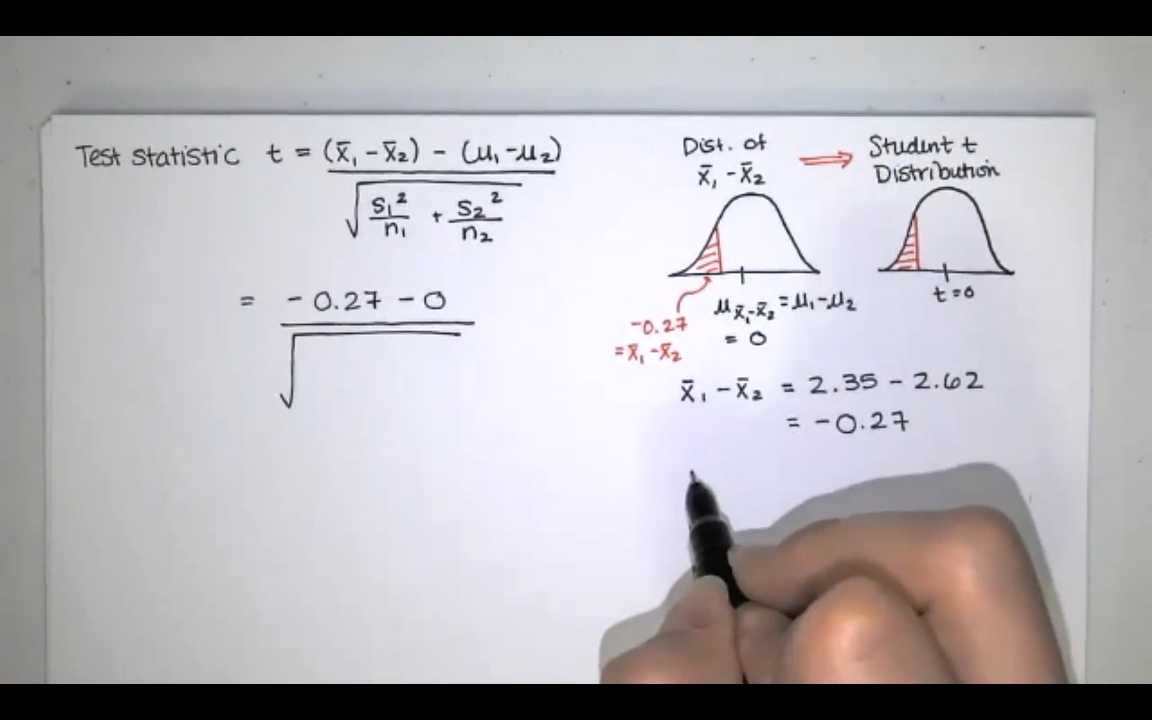 Test statistic t = (x̄₁ - x̄₂) - (μ₁ - μ₂)
√ s₁²/n₁ + s₂²/n₂
= -0.27 - 0
√
Dist. of
x̄₁ - x̄₂
Student t
Distribution
μx̄₁-x̄₂ = μ₁ - μ₂
= 0
t = 0
-0.27
= x̄₁ - x̄₂
x̄₁ - x̄₂ = 2.35 - 2.62
= -0.27